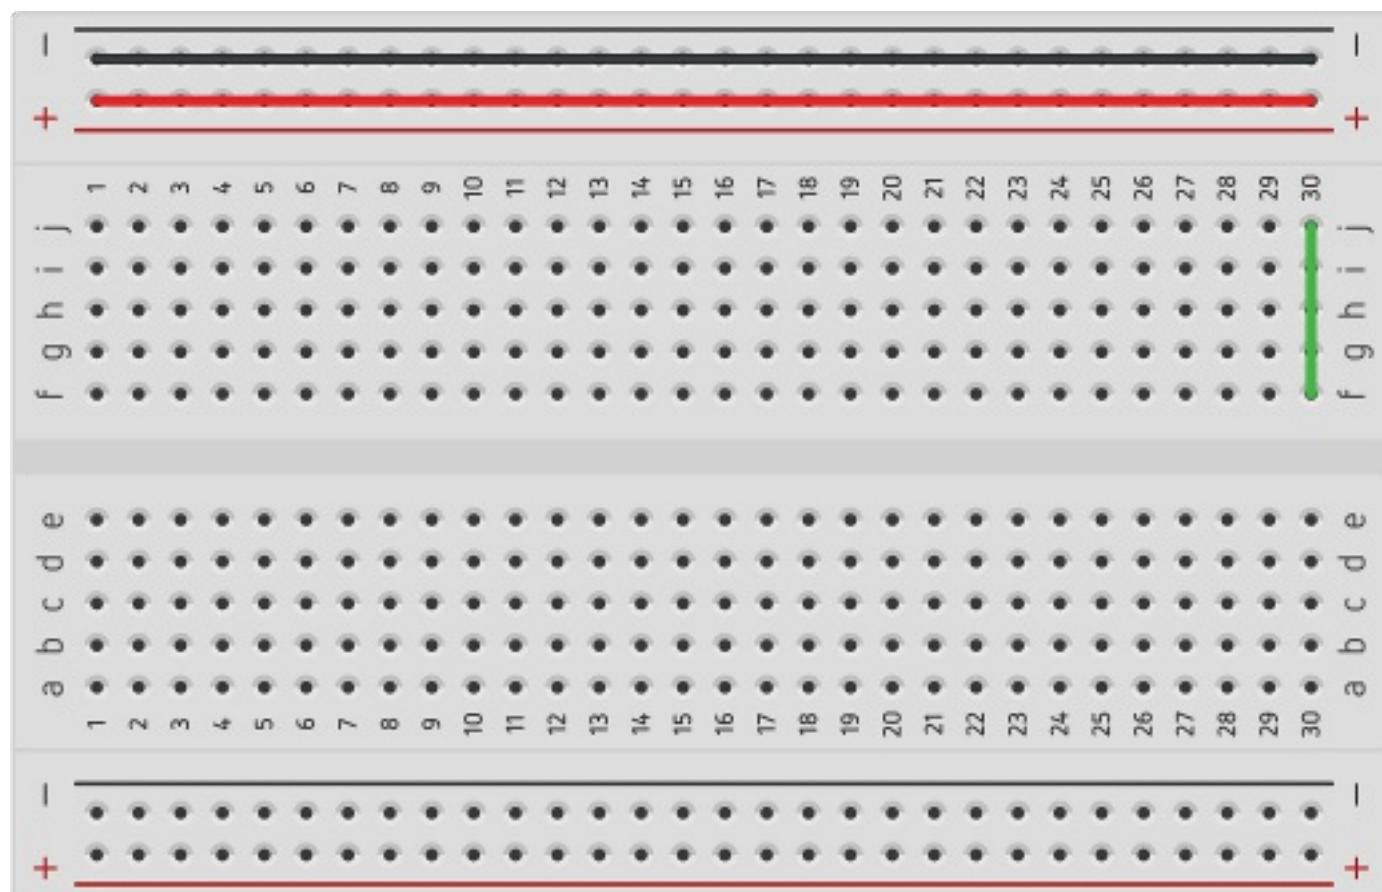 − −
+ +
1 2 3 4 5 6 7 8 9 10 11 12 13 14 15 16 17 18 19 20 21 22 23 24 25 26 27 28 29 30
j j
i i
h h
g g
f f
e e
d d
c c
b b
a a
1 2 3 4 5 6 7 8 9 10 11 12 13 14 15 16 17 18 19 20 21 22 23 24 25 26 27 28 29 30
− −
+ +